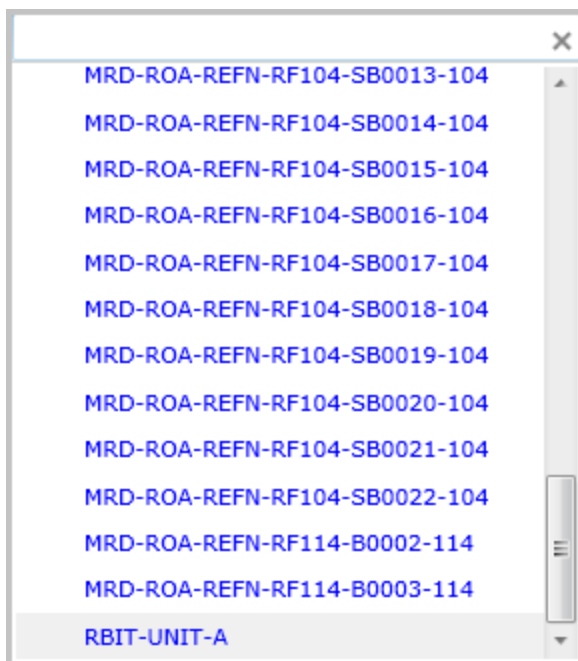 MRD-ROA-REFN-RF104-SB0013-104
MRD-ROA-REFN-RF104-SB0014-104
MRD-ROA-REFN-RF104-SB0015-104
MRD-ROA-REFN-RF104-SB0016-104
MRD-ROA-REFN-RF104-SB0017-104
MRD-ROA-REFN-RF104-SB0018-104
MRD-ROA-REFN-RF104-SB0019-104
MRD-ROA-REFN-RF104-SB0020-104
MRD-ROA-REFN-RF104-SB0021-104
MRD-ROA-REFN-RF104-SB0022-104
MRD-ROA-REFN-RF114-B0002-114
MRD-ROA-REFN-RF114-B0003-114
RBIT-UNIT-A